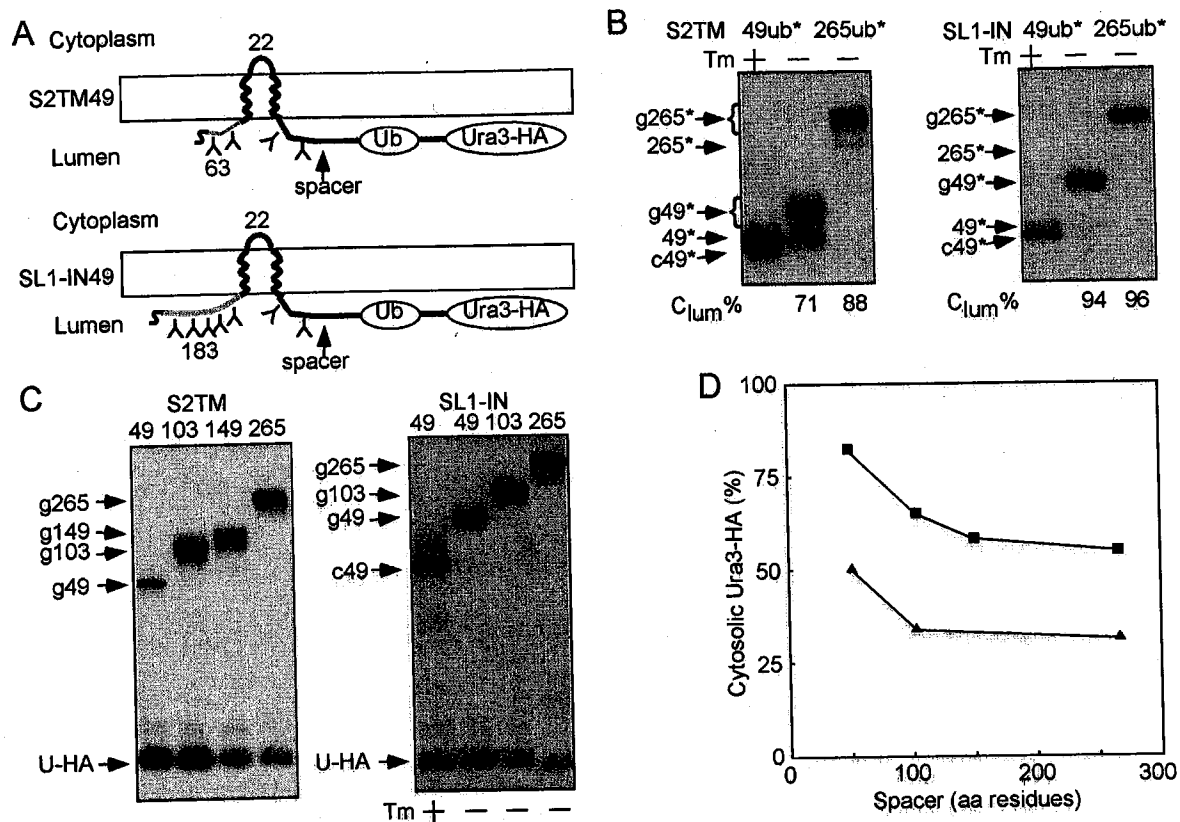 A
Cytoplasm
22
S2TM49
Lumen
63
Ub
Ura3-HA
spacer
Cytoplasm
22
SL1-IN49
Lumen
183
Ub
Ura3-HA
spacer
B
S2TM 49ub* 265ub*
Tm + − −
g265*
265*
g49*
49*
c49*
Clum% 71 88
SL1-IN 49ub* 265ub*
Tm + − −
g265*
265*
g49*
49*
c49*
Clum% 94 96
C
S2TM
49 103 149 265
g265
g149
g103
g49
U-HA
SL1-IN
49 49 103 265
g265
g103
g49
c49
U-HA
Tm + − − −
D
Cytosolic Ura3-HA (%)
100
75
50
25
0
0 100 200 300
Spacer (aa residues)